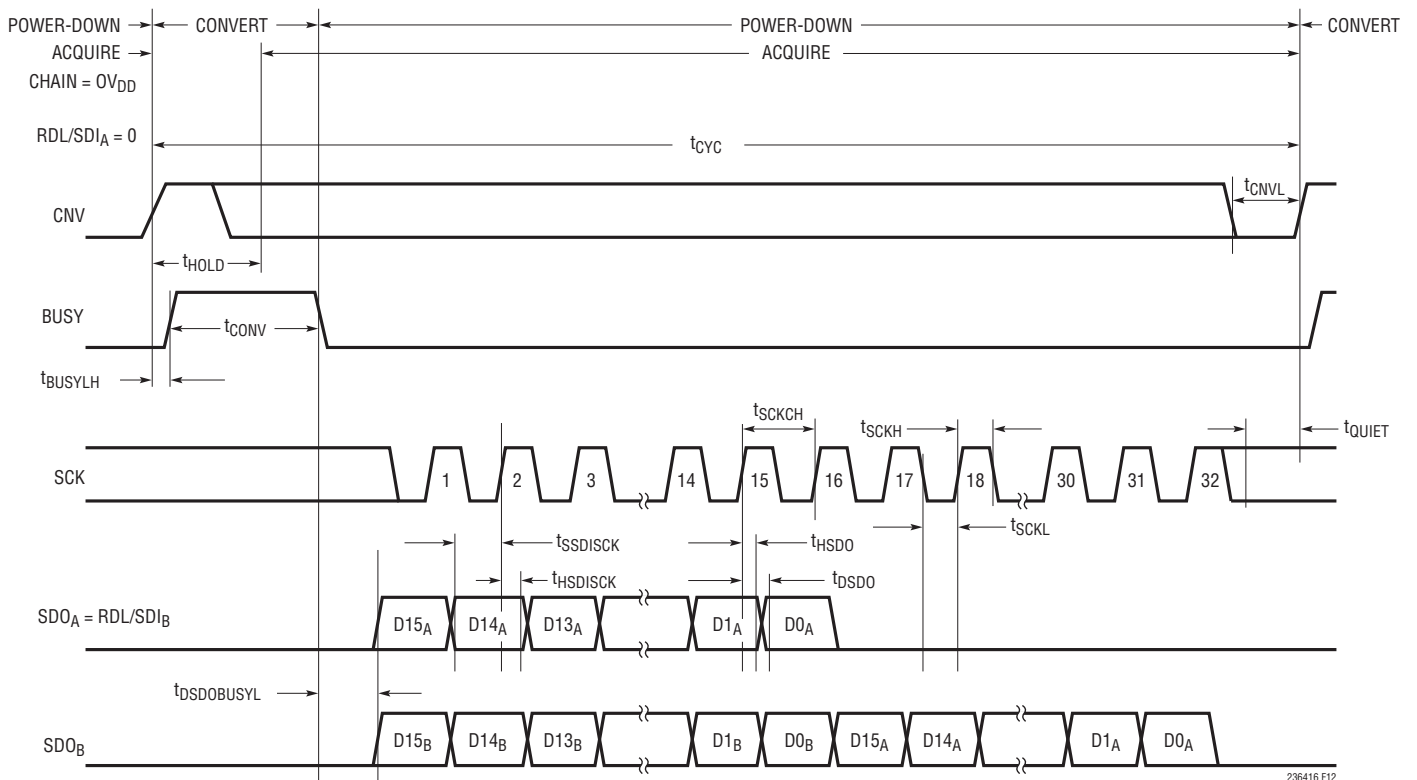 POWER-DOWN CONVERT POWER-DOWN CONVERT
ACQUIRE ACQUIRE
CHAIN = OVDD
RDL/SDIA = 0
tCYC
CNV
tCNVL
tHOLD
BUSY
tCONV
tBUSYLH
tSCKCH
tSCKH
tQUIET
SCK
1 2 3 14 15 16 17 18 30 31 32
tSSDISCK
tHSDO
tSCKL
tHSDISCK
tDSDO
SDOA = RDL/SDIB
D15A D14A D13A D1A D0A
tDSDOBUSYL
SDOB
D15B D14B D13B D1B D0B D15A D14A D1A D0A
236416 F12